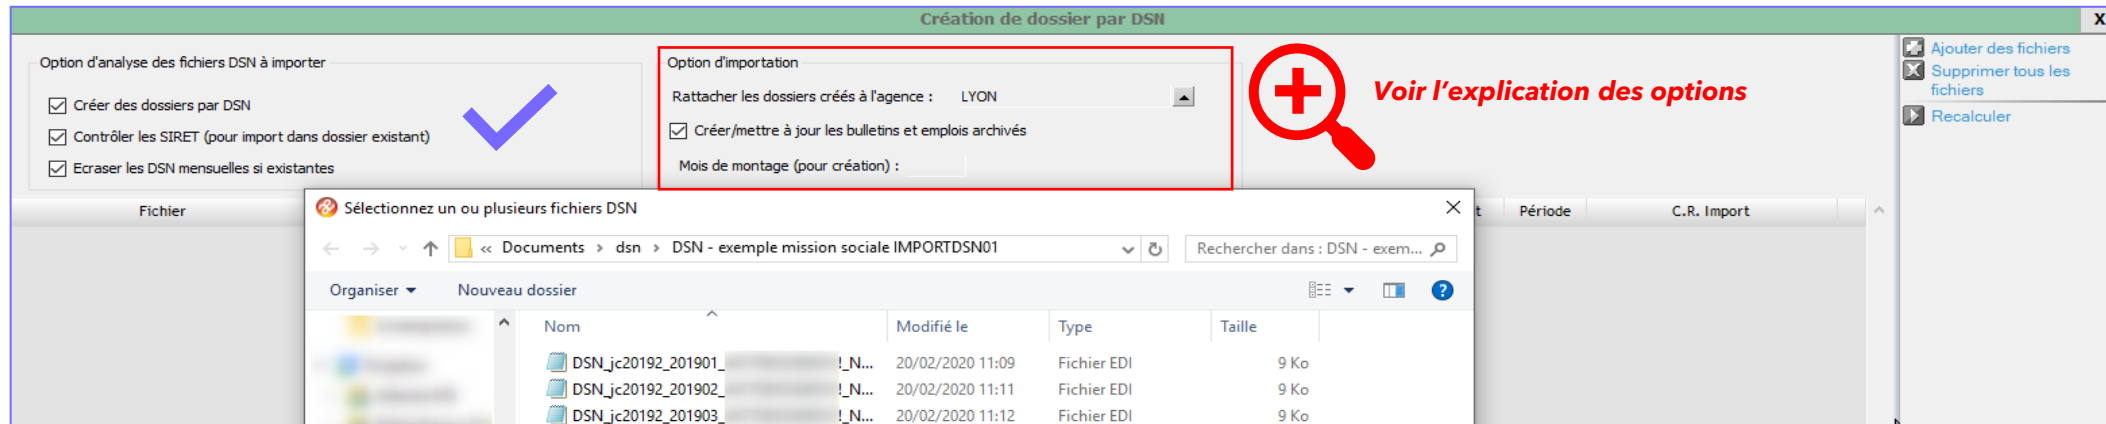 Création de dossier par DSN
X
Option d'analyse des fichiers DSN à importer
Créer des dossiers par DSN
Contrôler les SIRET (pour import dans dossier existant)
Ecraser les DSN mensuelles si existantes
Option d'importation
Rattacher les dossiers créés à l'agence : LYON
Créer/mettre à jour les bulletins et emplois archivés
Mois de montage (pour création) :
Voir l'explication des options
Ajouter des fichiers
Supprimer tous les
fichiers
Recalculer
Fichier
t Période C.R. Import
Sélectionnez un ou plusieurs fichiers DSN
« Documents > dsn > DSN - exemple mission sociale IMPORTDSN01
Rechercher dans : DSN - exem...
Organiser Nouveau dossier
Nom Modifié le Type Taille
DSN_jc20192_201901_ !_N... 20/02/2020 11:09 Fichier EDI 9 Ko
DSN_jc20192_201902_ !_N... 20/02/2020 11:11 Fichier EDI 9 Ko
DSN_jc20192_201903_ !_N... 20/02/2020 11:12 Fichier EDI 9 Ko